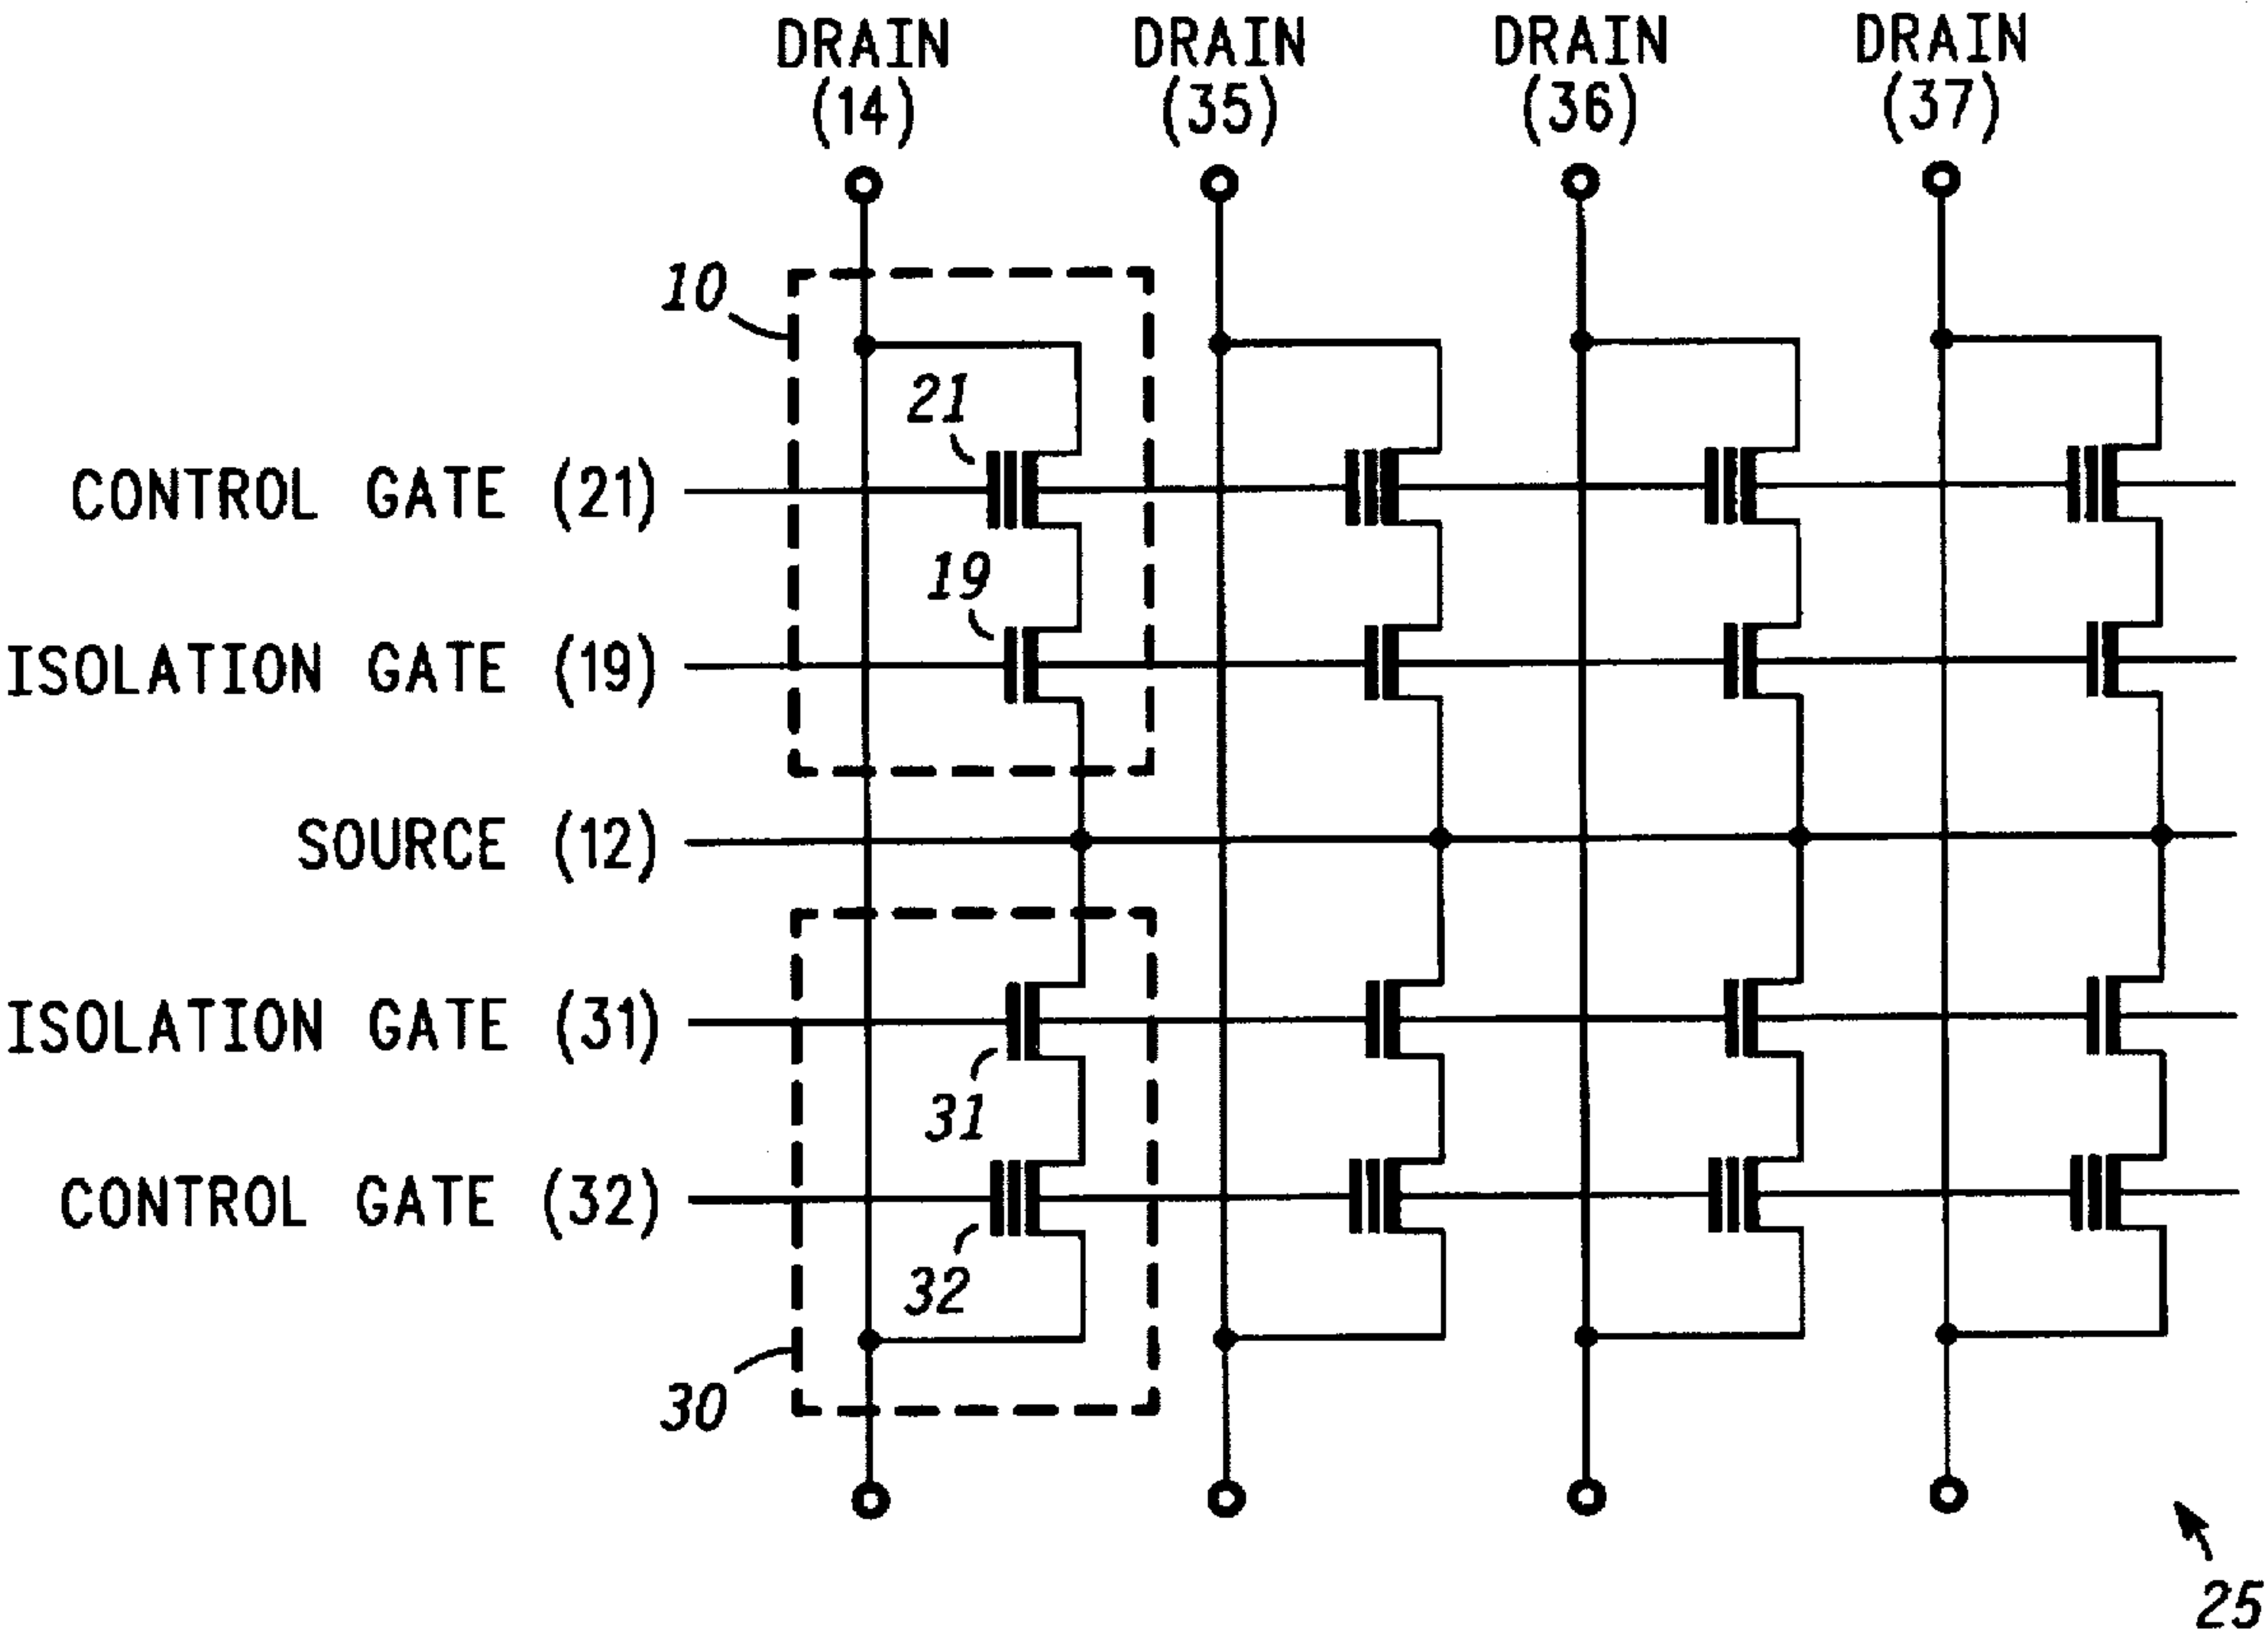 DRAIN DRAIN DRAIN DRAIN
(14) (35) (36) (37)
10
21
CONTROL GATE (21)
19
ISOLATION GATE (19)
SOURCE (12)
ISOLATION GATE (31)
31
CONTROL GATE (32)
32
30
25